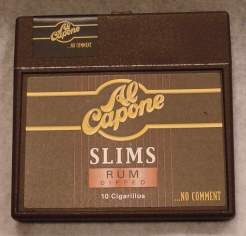 Al
Capone
...NO COMMENT
Al
Capone
SLIMS
RUM
DIPPED
10 Cigarillos
...NO COMMENT